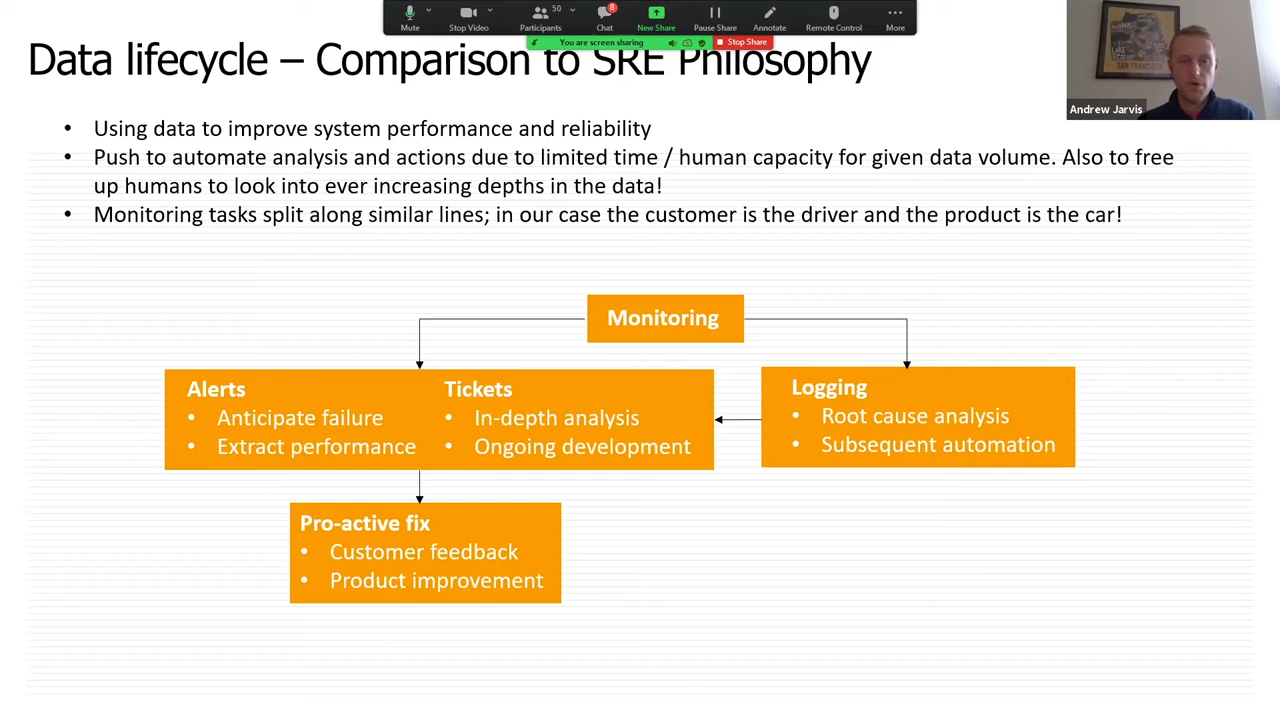 Mute
Stop Video
50
Participants
8
Chat
New Share
Pause Share
Annotate
Remote Control
More
You are screen sharing
Stop Share
Andrew Jarvis
LAKE
SAN FRANCISCO
Data lifecycle – Comparison to SRE Philosophy
• Using data to improve system performance and reliability
• Push to automate analysis and actions due to limited time / human capacity for given data volume. Also to free
up humans to look into ever increasing depths in the data!
• Monitoring tasks split along similar lines; in our case the customer is the driver and the product is the car!
Monitoring
Alerts
• Anticipate failure
• Extract performance
Tickets
• In-depth analysis
• Ongoing development
Logging
• Root cause analysis
• Subsequent automation
Pro-active fix
• Customer feedback
• Product improvement